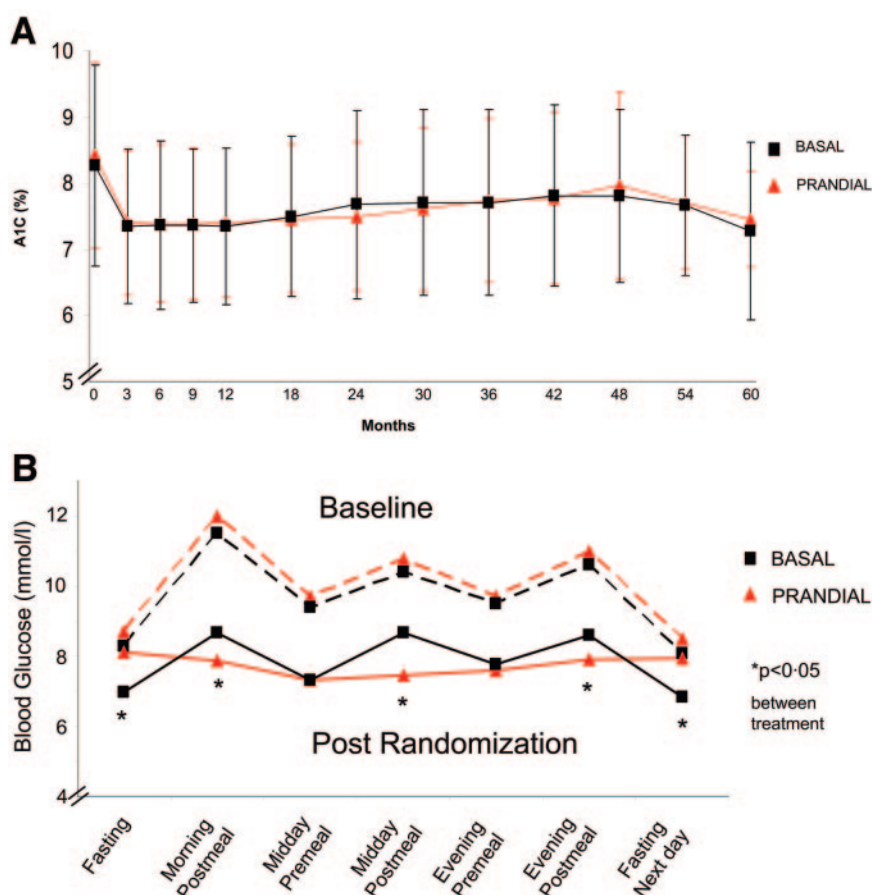 A
10
9
8
7
6
5
A1C (%)
0 3 6 9 12 18 24 30 36 42 48 54 60
Months
BASAL
PRANDIAL
B
12
10
8
6
4
Blood Glucose (mmol/l)
Baseline
Post Randomization
* * * * *
BASAL
PRANDIAL
*p<0·05
between
treatment
Fasting
Morning
Postmeal
Midday
Premeal
Midday
Postmeal
Evening
Premeal
Evening
Postmeal
Fasting
Next day